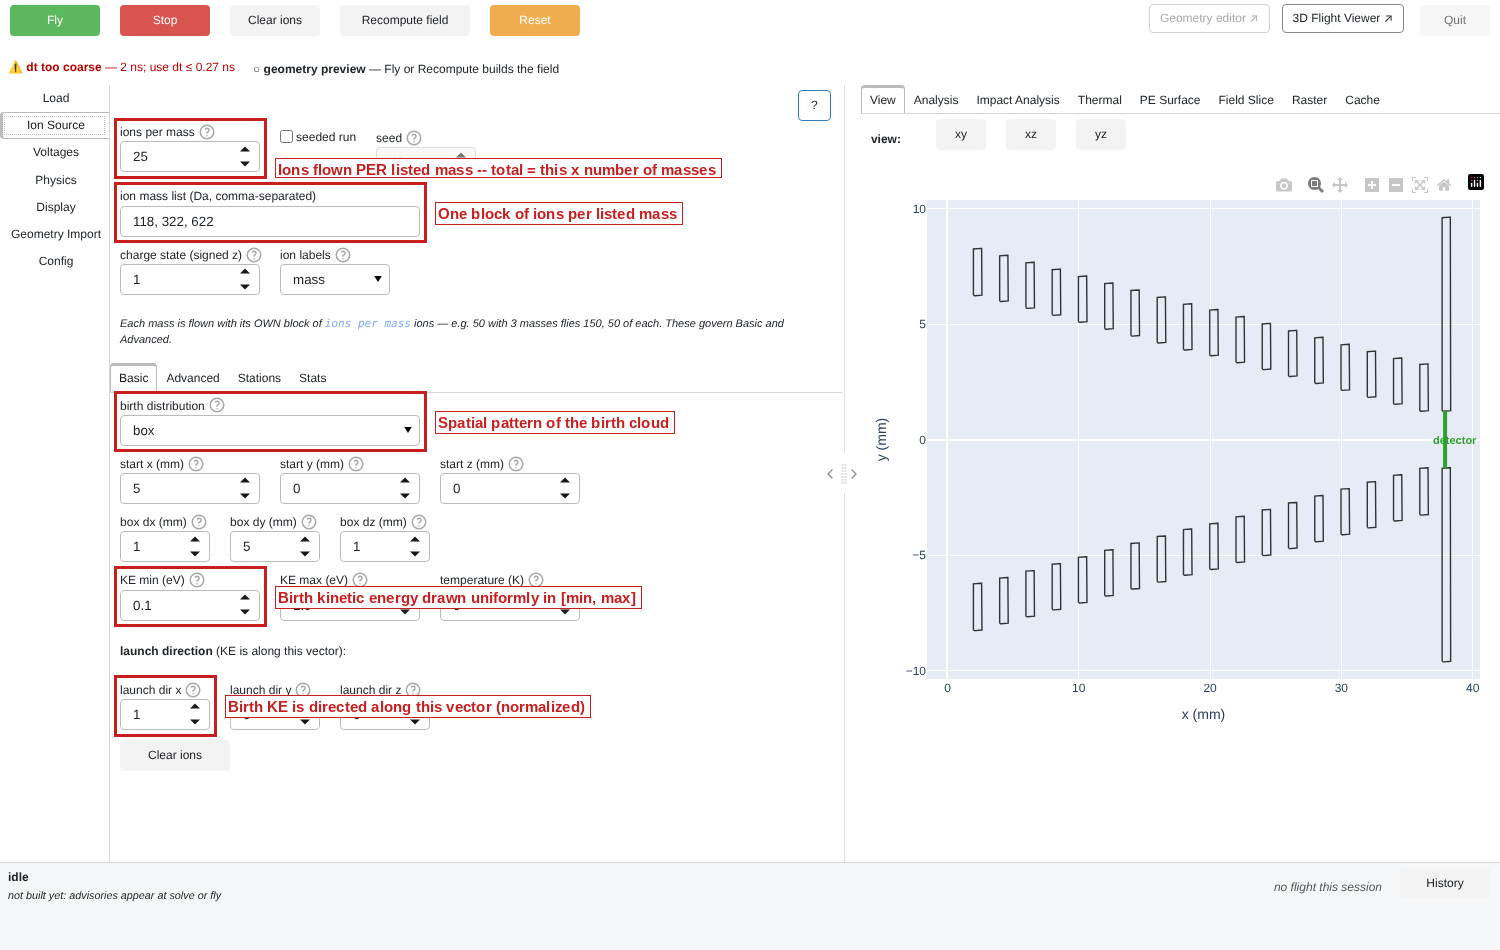 Fly
Stop
Clear ions
Recompute field
Reset
Geometry editor
3D Flight Viewer
Quit
dt too coarse — 2 ns; use dt ≤ 0.27 ns
○ geometry preview — Fly or Recompute builds the field
Load
Ion Source
Voltages
Physics
Display
Geometry Import
Config
?
ions per mass ?
25
seeded run
seed ?
Ions flown PER listed mass -- total = this x number of masses
ion mass list (Da, comma-separated)
118, 322, 622
One block of ions per listed mass
charge state (signed z) ?
1
ion labels ?
mass
Each mass is flown with its OWN block of ions per mass ions — e.g. 50 with 3 masses flies 150, 50 of each. These govern Basic and
Advanced.
Basic
Advanced
Stations
Stats
birth distribution ?
box
Spatial pattern of the birth cloud
start x (mm) ?
5
start y (mm) ?
0
start z (mm) ?
0
box dx (mm) ?
1
box dy (mm) ?
5
box dz (mm) ?
1
KE min (eV) ?
0.1
KE max (eV) ?
temperature (K) ?
Birth kinetic energy drawn uniformly in [min, max]
launch direction (KE is along this vector):
launch dir x ?
1
launch dir y ?
launch dir z ?
Birth KE is directed along this vector (normalized)
Clear ions
View
Analysis
Impact Analysis
Thermal
PE Surface
Field Slice
Raster
Cache
view:
xy
xz
yz
10
5
0
−5
−10
y (mm)
detector
0
10
20
30
40
x (mm)
idle
not built yet: advisories appear at solve or fly
no flight this session
History